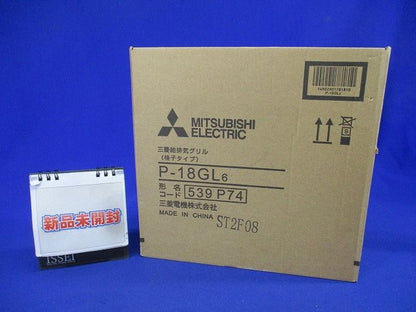 新品未開封
ISSEI
MITSUBISHI
ELECTRIC
三菱給排気グリル
(格子タイプ)
P-18GL6
形名
コード 539 P74
三菱電機株式会社
MADE IN CHINA ST2F08
P-18GL6